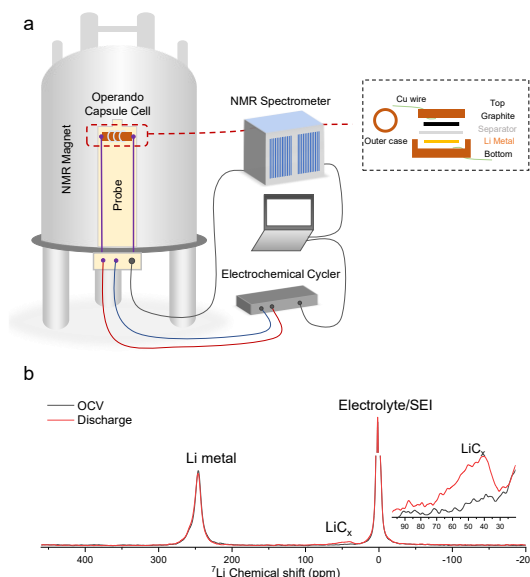 a
Operando
Capsule Cell
NMR Magnet
Probe
NMR Spectrometer
Electrochemical Cycler
Cu wire
Outer case
Top
Graphite
Separator
Li Metal
Bottom
b
OCV
Discharge
Li metal
LiCₓ
Electrolyte/SEI
LiCₓ
90 80 70 60 50 40 30
400 300 200 100 0 -100 -20
⁷Li Chemical shift (ppm)